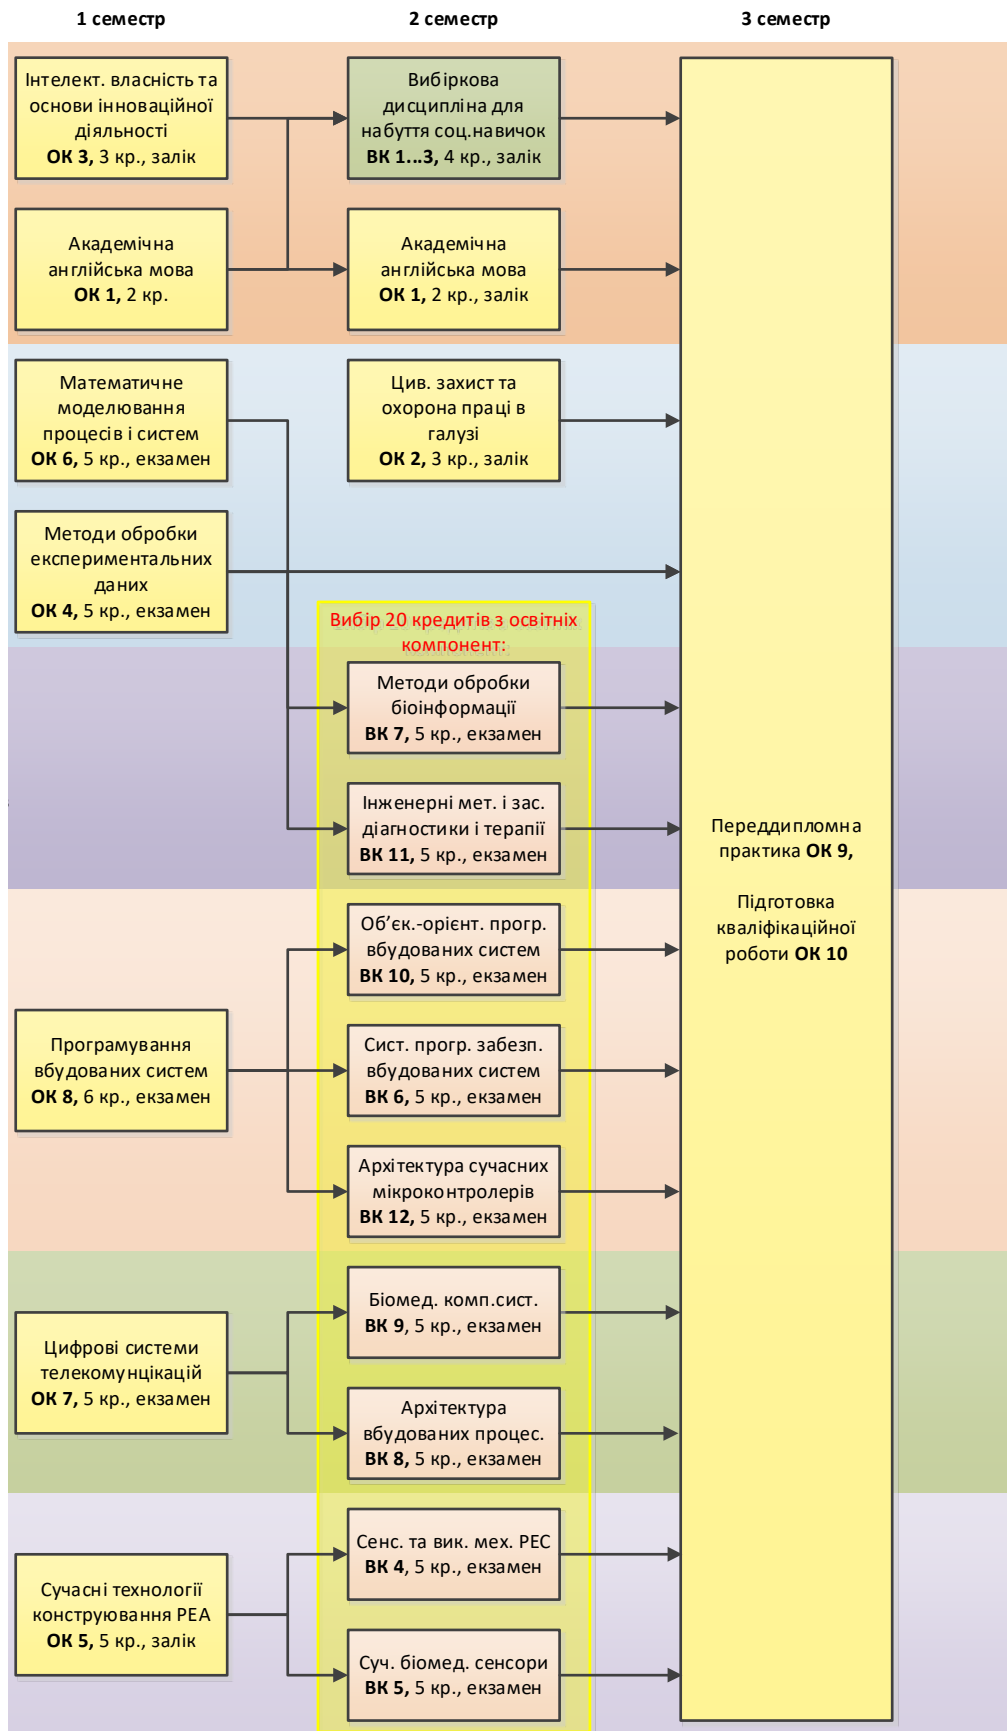 1 семестр
2 семестр
3 семестр
Інтелект. власність та
основи інноваційної
діяльності
ОК 3, 3 кр., залік
Вибіркова
дисципліна для
набуття соц.навичок
ВК 1...3, 4 кр., залік
Академічна
англійська мова
ОК 1, 2 кр.
Академічна
англійська мова
ОК 1, 2 кр., залік
Математичне
моделювання
процесів і систем
ОК 6, 5 кр., екзамен
Цив. захист та
охорона праці в
галузі
ОК 2, 3 кр., залік
Методи обробки
експериментальних
даних
ОК 4, 5 кр., екзамен
Вибір 20 кредитів з освітніх
компонент:
Методи обробки
біоінформації
ВК 7, 5 кр., екзамен
Інженерні мет. і зас.
діагностики і терапії
ВК 11, 5 кр., екзамен
Переддипломна
практика ОК 9,
Підготовка
кваліфікаційної
роботи ОК 10
Об’єк.-орієнт. прогр.
вбудованих систем
ВК 10, 5 кр., екзамен
Програмування
вбудованих систем
ОК 8, 6 кр., екзамен
Сист. прогр. забезп.
вбудованих систем
ВК 6, 5 кр., екзамен
Архітектура сучасних
мікроконтролерів
ВК 12, 5 кр., екзамен
Біомед. комп.сист.
ВК 9, 5 кр., екзамен
Цифрові системи
телекомунцікацій
ОК 7, 5 кр., екзамен
Архітектура
вбудованих процес.
ВК 8, 5 кр., екзамен
Сенс. та вик. мех. РЕС
ВК 4, 5 кр., екзамен
Сучасні технології
конструювання РЕА
ОК 5, 5 кр., залік
Суч. біомед. сенсори
ВК 5, 5 кр., екзамен